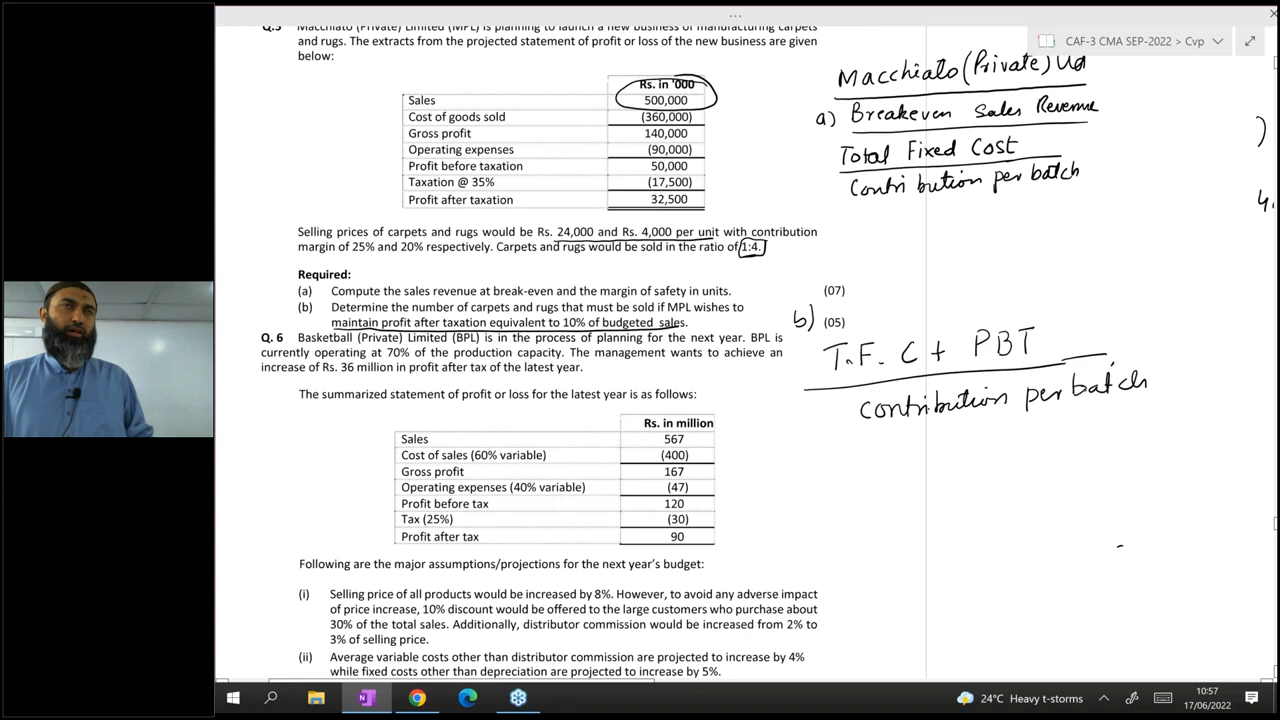 Q.5 Macchiato (Private) Limited (MPL) is planning to launch a new business of manufacturing carpets
and rugs. The extracts from the projected statement of profit or loss of the new business are given
below:
Rs. in '000
Sales 500,000
Cost of goods sold (360,000)
Gross profit 140,000
Operating expenses (90,000)
Profit before taxation 50,000
Taxation @ 35% (17,500)
Profit after taxation 32,500
Selling prices of carpets and rugs would be Rs. 24,000 and Rs. 4,000 per unit with contribution
margin of 25% and 20% respectively. Carpets and rugs would be sold in the ratio of 1:4.
Required:
(a) Compute the sales revenue at break-even and the margin of safety in units. (07)
(b) Determine the number of carpets and rugs that must be sold if MPL wishes to
maintain profit after taxation equivalent to 10% of budgeted sales. (05)
Q. 6 Basketball (Private) Limited (BPL) is in the process of planning for the next year. BPL is
currently operating at 70% of the production capacity. The management wants to achieve an
increase of Rs. 36 million in profit after tax of the latest year.
The summarized statement of profit or loss for the latest year is as follows:
Rs. in million
Sales 567
Cost of sales (60% variable) (400)
Gross profit 167
Operating expenses (40% variable) (47)
Profit before tax 120
Tax (25%) (30)
Profit after tax 90
Following are the major assumptions/projections for the next year's budget:
(i) Selling price of all products would be increased by 8%. However, to avoid any adverse impact
of price increase, 10% discount would be offered to the large customers who purchase about
30% of the total sales. Additionally, distributor commission would be increased from 2% to
3% of selling price.
(ii) Average variable costs other than distributor commission are projected to increase by 4%
while fixed costs other than depreciation are projected to increase by 5%.
CAF-3 CMA SEP-2022 > Cvp
Macchiato (Private) Ltd
a) Breakeven Sales Revenue
Total Fixed Cost
Contribution per batch
)
4.
b)
T.F.C + PBT
Contribution per batch
24°C Heavy t-storms
10:57
17/06/2022